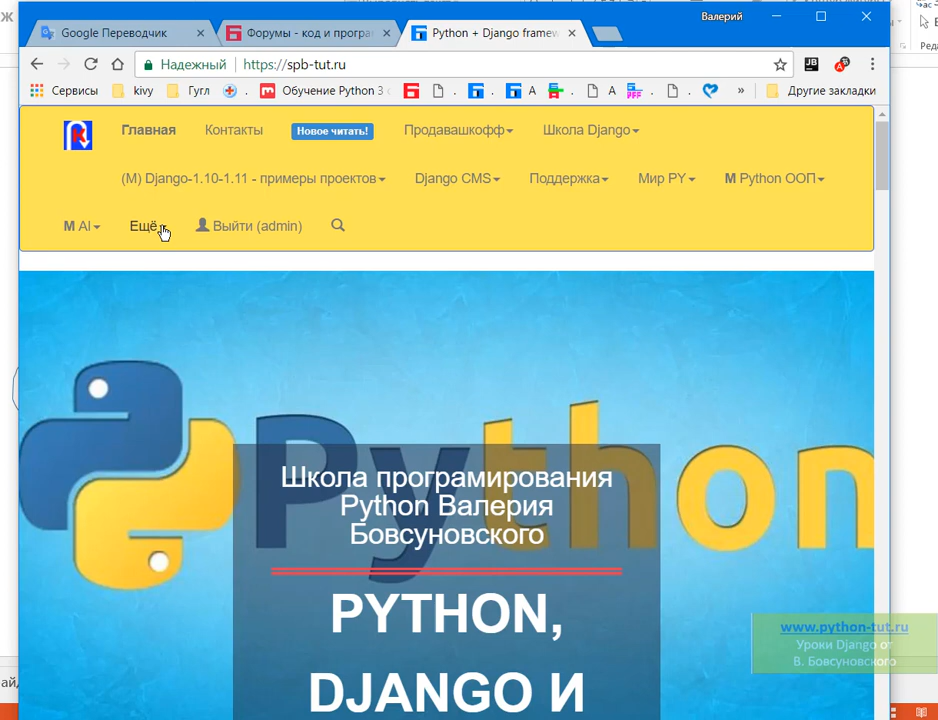 Валерий
Google Переводчик
Форумы - код и програ
Python + Django framew
Надежный
https://spb-tut.ru
Сервисы
kivy
Гугл
Обучение Python 3 с
А
А
Другие закладки
Главная
Контакты
Новое читать!
Продавашкофф
Школа Django
(M) Django-1.10-1.11 - примеры проектов
Django CMS
Поддержка
Мир PY
M Python ООП
M AI
Ещё
Выйти (admin)
Python
Школа програмирования
Python Валерия
Бовсуновского
PYTHON,
DJANGO И
www.python-tut.ru
Уроки Django от
В. Бовсуновского